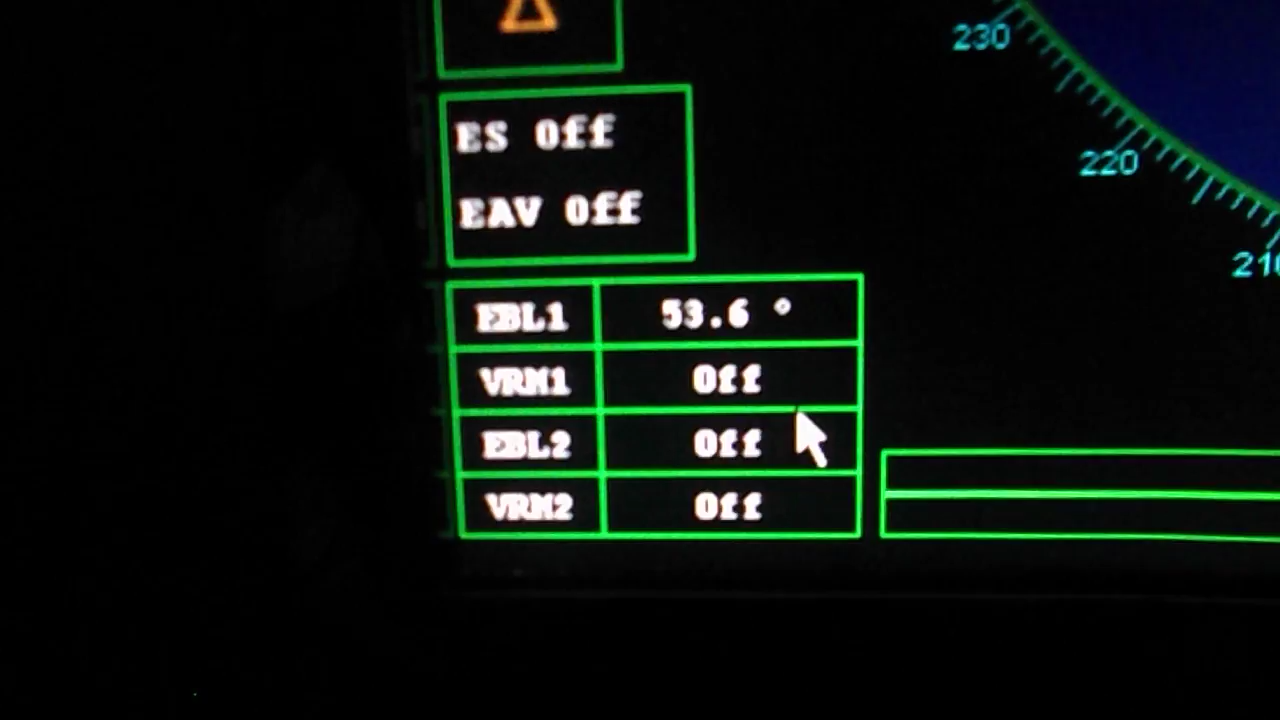 230
220
ES Off
EAV Off
EBL1 53.6 °
VRM1 Off
EBL2 Off
VRM2 Off